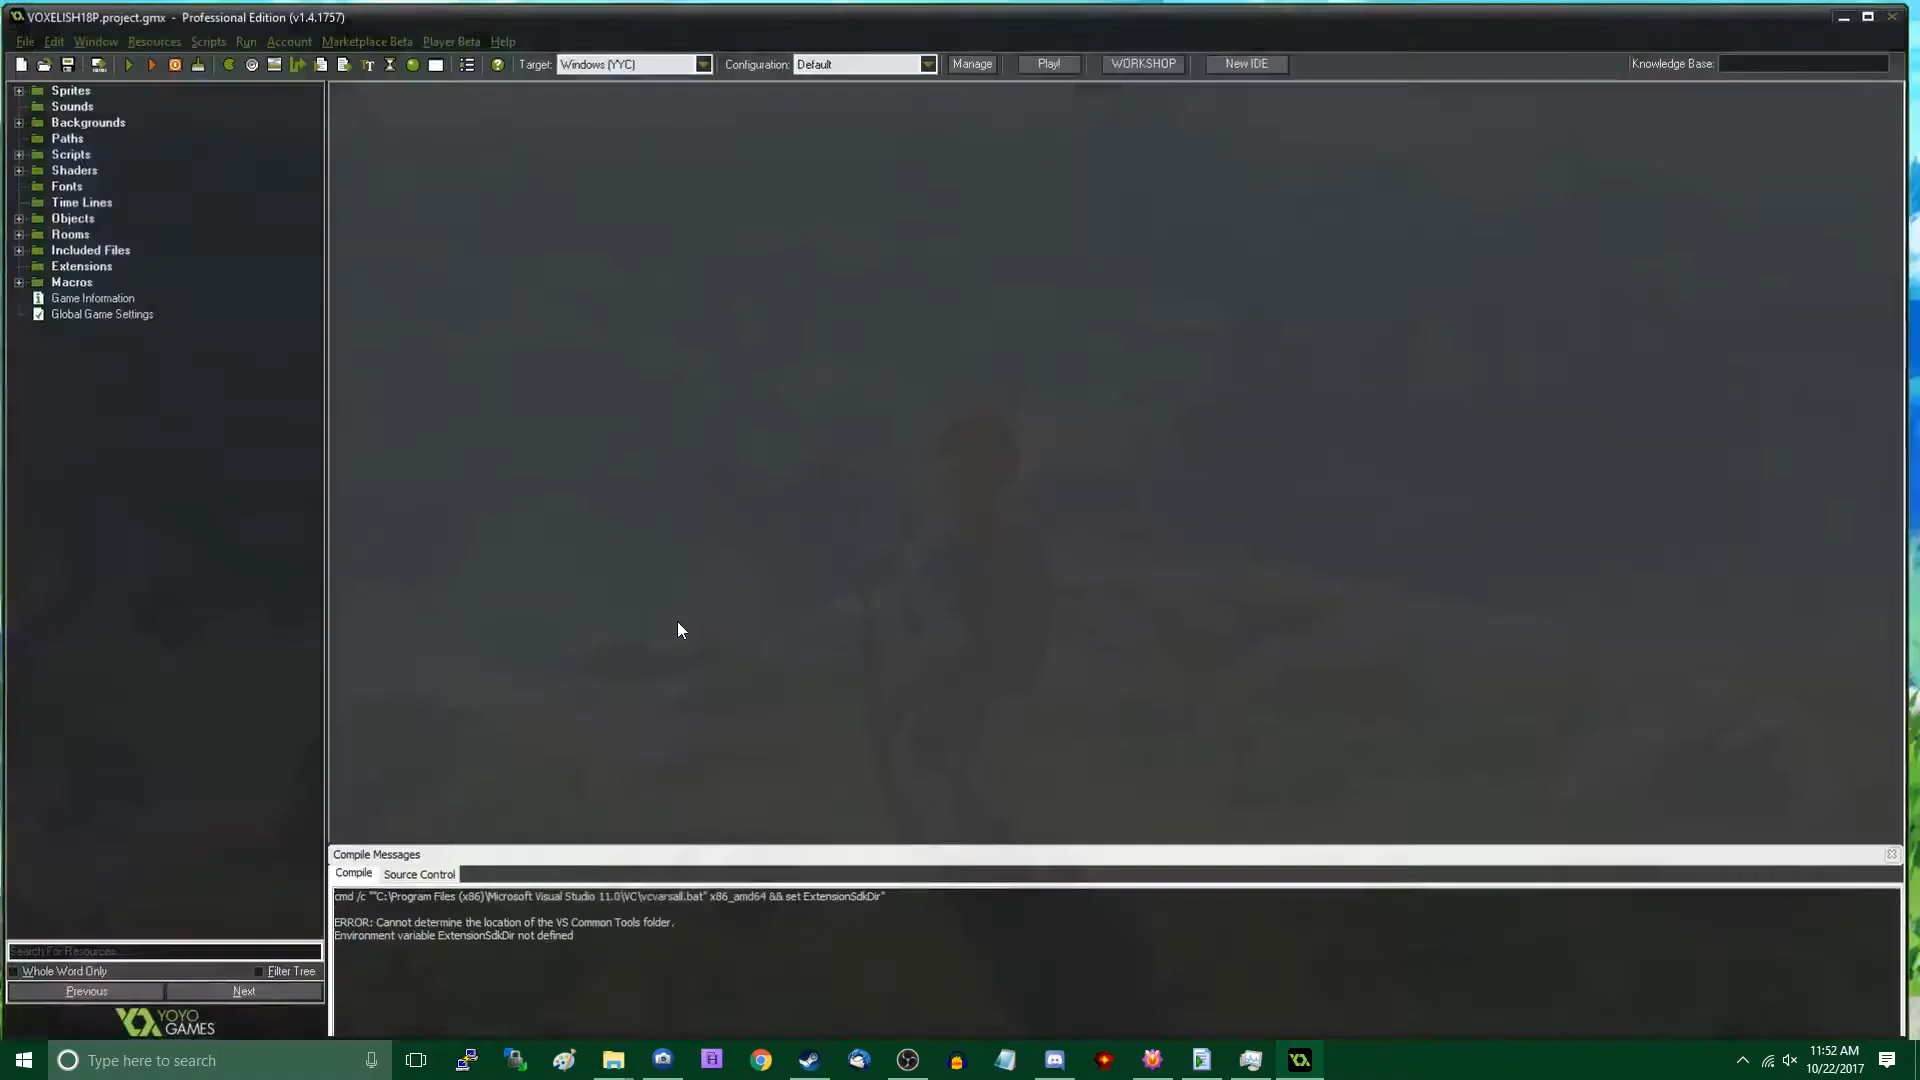 VOXELISH18P.project.gmx - Professional Edition (v1.4.1757)
File Edit Window Resources Scripts Run Account Marketplace Beta Player Beta Help
Target: Windows (YYC) Configuration: Default Manage Play! WORKSHOP New IDE Knowledge Base:
Sprites
Sounds
Backgrounds
Paths
Scripts
Shaders
Fonts
Time Lines
Objects
Rooms
Included Files
Extensions
Macros
Game Information
Global Game Settings
Compile Messages
Compile Source Control
cmd /c ""C:\Program Files (x86)\Microsoft Visual Studio 11.0\VC\vcvarsall.bat" x86_amd64 && set ExtensionSdkDir"
ERROR: Cannot determine the location of the VS Common Tools folder.
Environment variable ExtensionSdkDir not defined
Search For Resources...
Whole Word Only Filter Tree
Previous Next
YOYO
GAMES
Type here to search
11:52 AM
10/22/2017